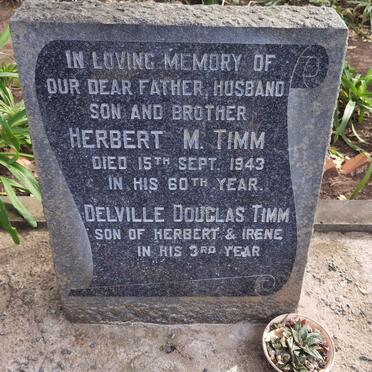 IN LOVING MEMORY OF
OUR DEAR FATHER, HUSBAND
SON AND BROTHER
HERBERT M. TIMM
DIED 15TH SEPT. 1943
IN HIS 60TH YEAR.
DELVILLE DOUGLAS TIMM
SON OF HERBERT & IRENE
IN HIS 3RD YEAR